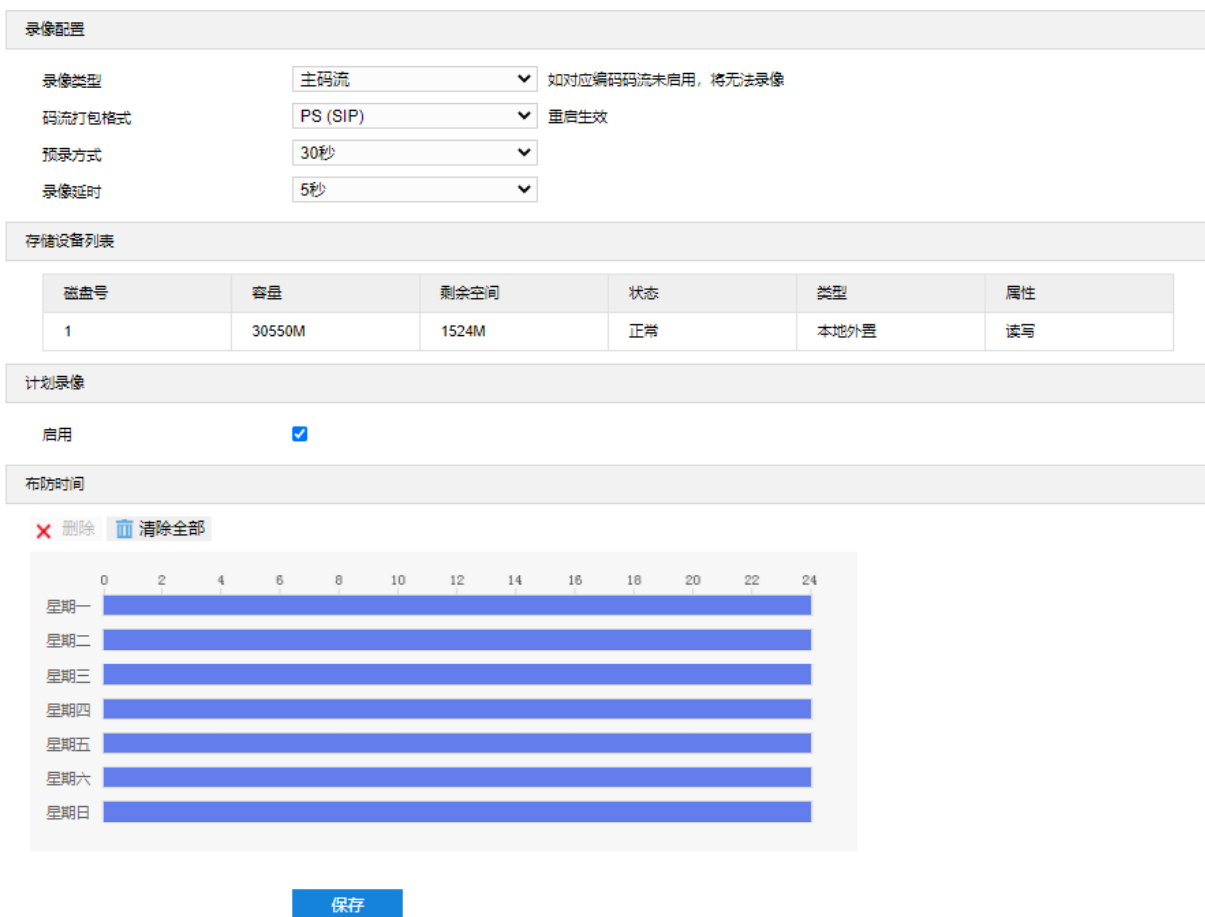 录像配置
录像类型 主码流 如对应编码码流未启用，将无法录像
码流打包格式 PS (SIP) 重启生效
预录方式 30秒
录像延时 5秒
存储设备列表
磁盘号 容量 剩余空间 状态 类型 属性
1 30550M 1524M 正常 本地外置 读写
计划录像
启用
布防时间
删除 清除全部
0 2 4 6 8 10 12 14 16 18 20 22 24
星期一
星期二
星期三
星期四
星期五
星期六
星期日
保存